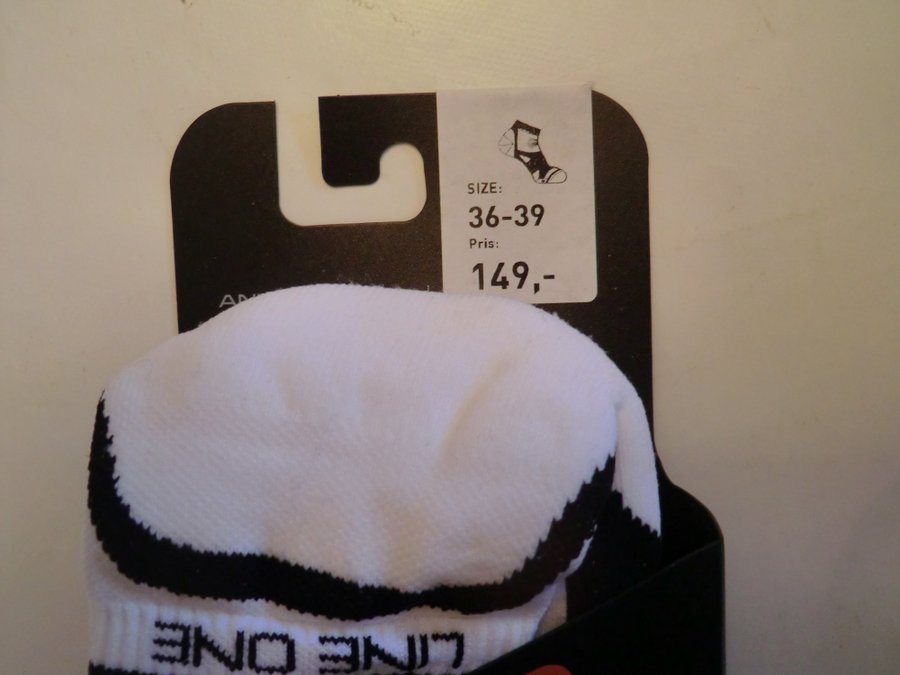 SIZE:
36-39
Pris:
149,-
LINE ONE